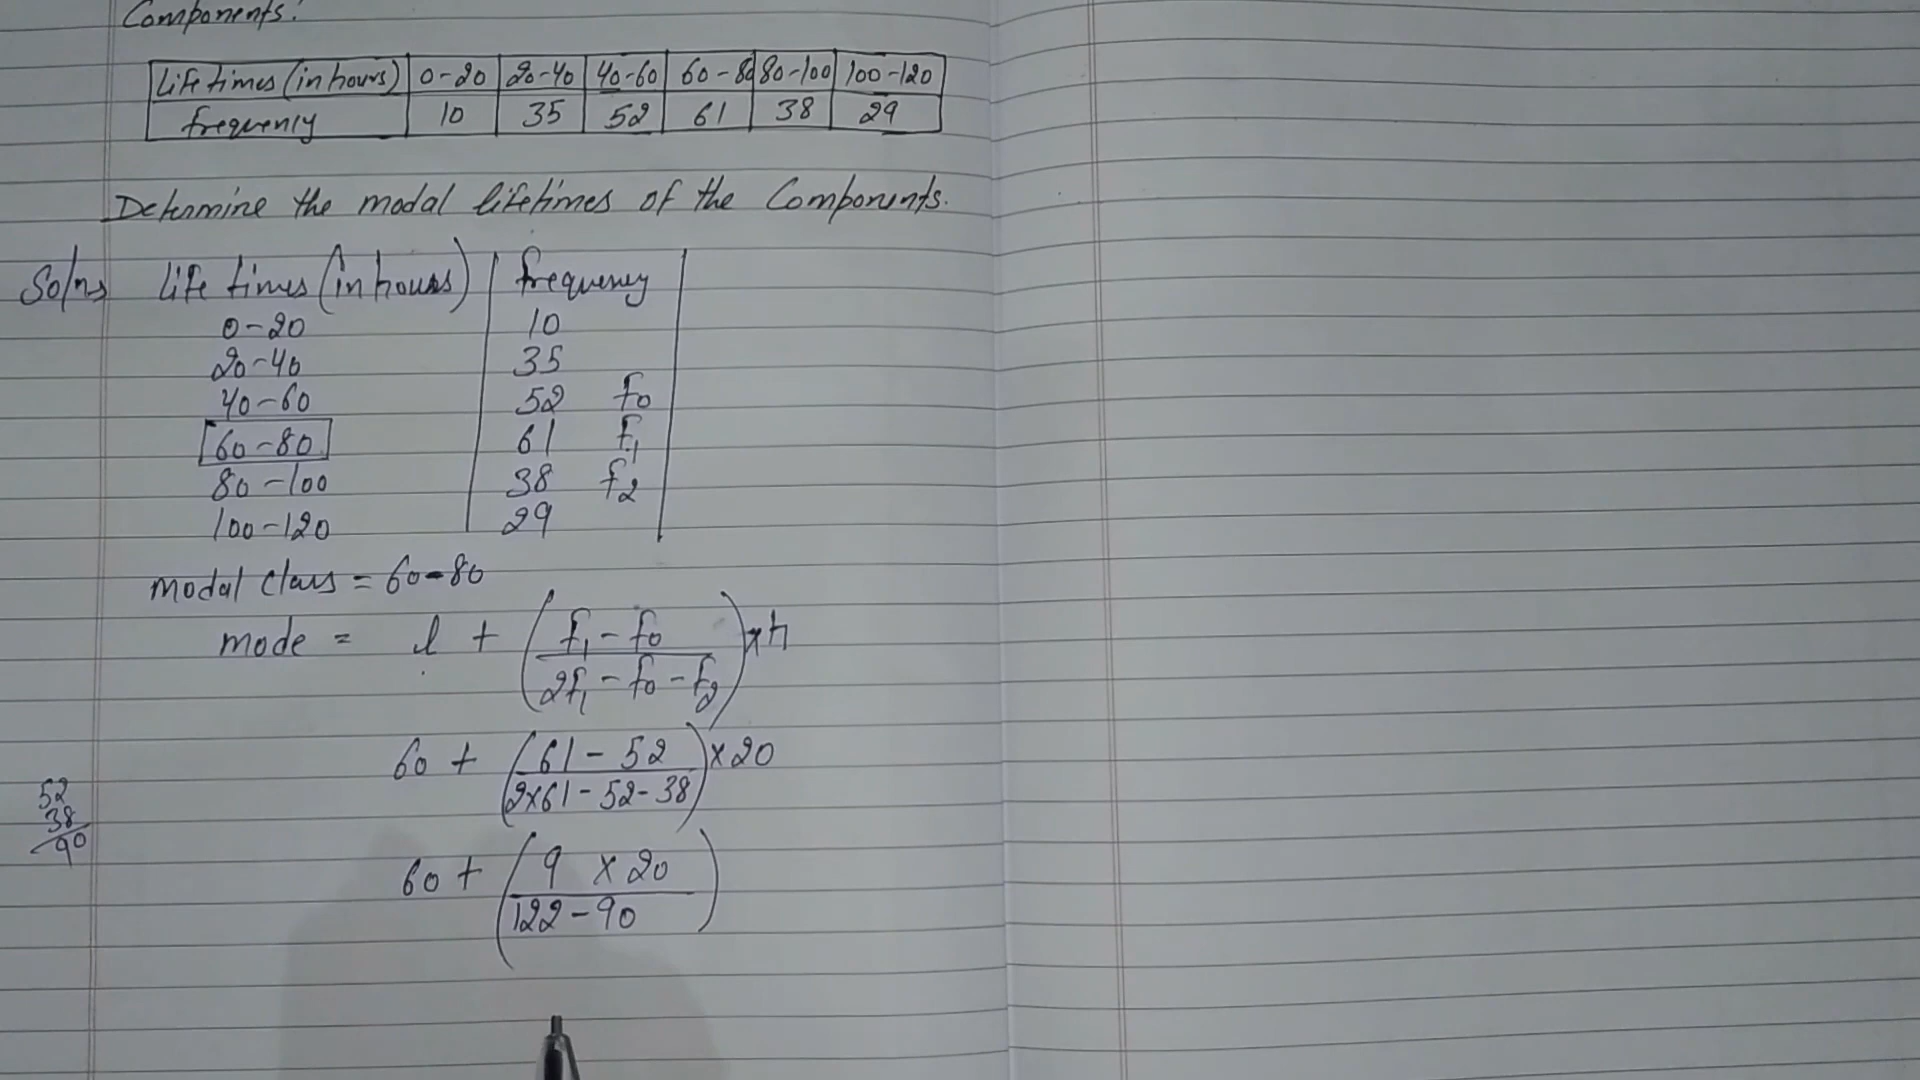 Components.
Life times (in hours) 0-20 20-40 40-60 60-80 80-100 100-120
frequency 10 35 52 61 38 29
Determine the modal lifetimes of the Components.
Solns life times (in hours) frequency
0-20 10
20-40 35
40-60 52 f0
60-80 61 f1
80-100 38 f2
100-120 29
modal class = 60-80
mode = l + (f1 - f0 / 2f1 - f0 - f2) × h
60 + (61 - 52 / 2×61 - 52 - 38) × 20
52
38
90
60 + (9 × 20 / 122 - 90)